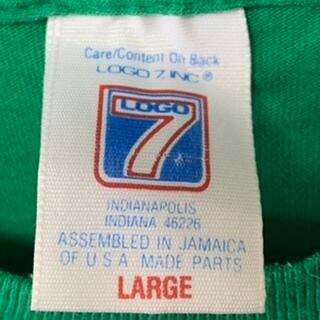 Care/Content On Back
LOGO 7, INC®
LOGO
7
INDIANAPOLIS
INDIANA 46226
ASSEMBLED IN JAMAICA
OF U S A MADE PARTS
LARGE